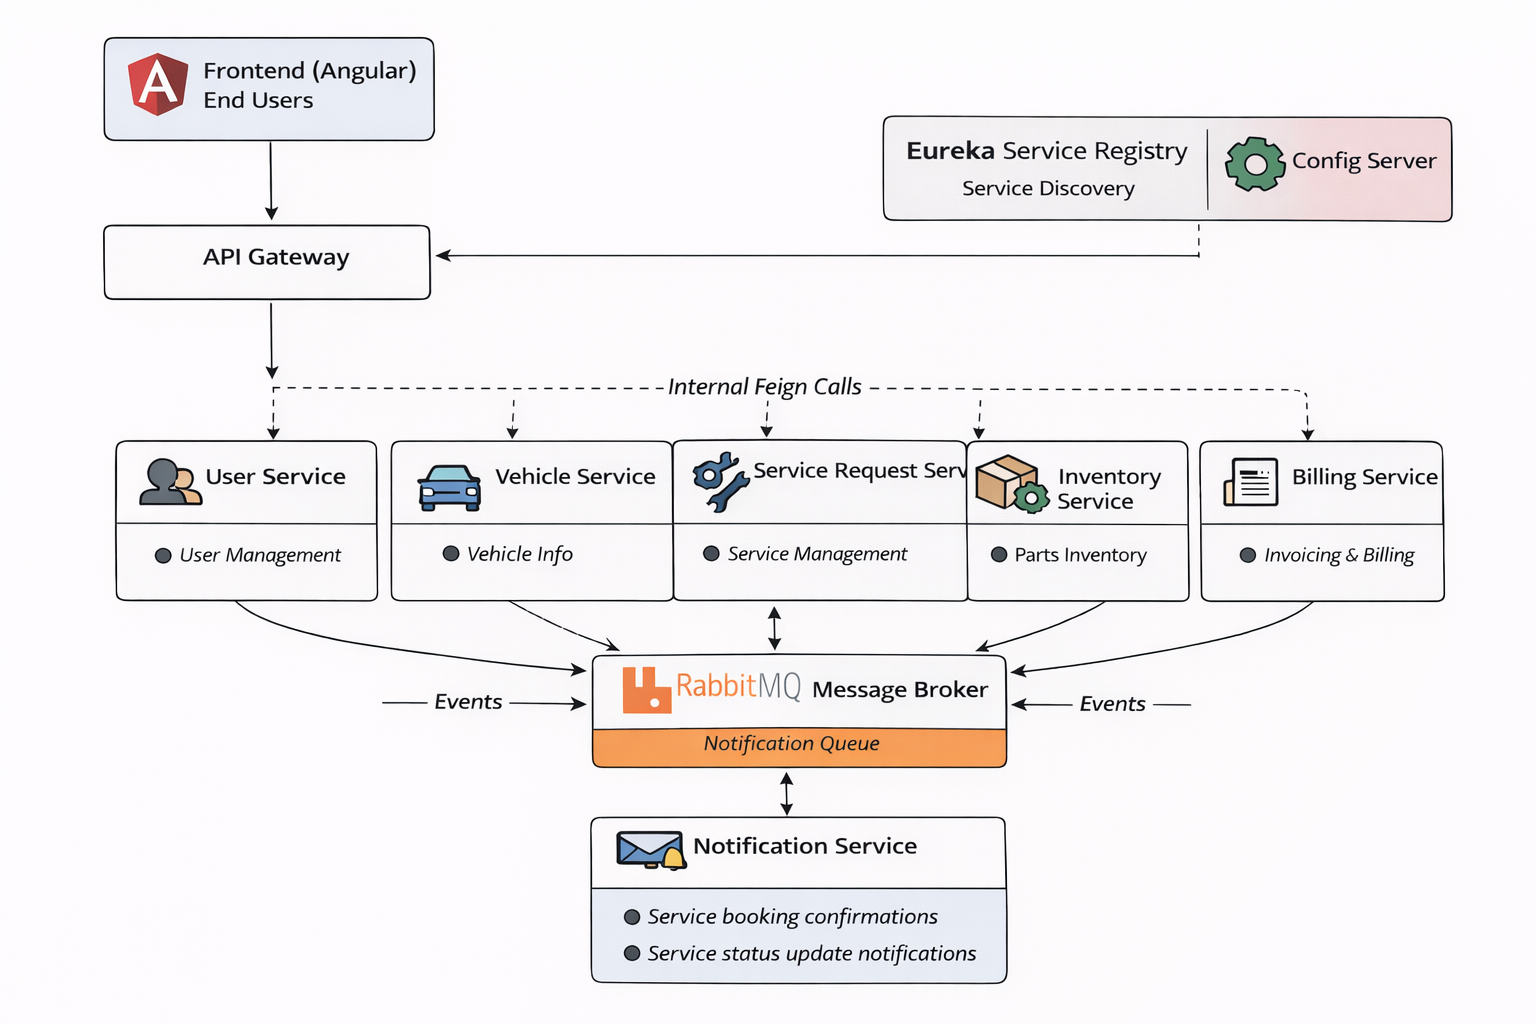 Frontend (Angular)
End Users
Eureka Service Registry
Service Discovery
Config Server
API Gateway
Internal Feign Calls
User Service
User Management
Vehicle Service
Vehicle Info
Service Request Serv
Service Management
Inventory
Service
Parts Inventory
Billing Service
Invoicing & Billing
Events
RabbitMQ Message Broker
Events
Notification Queue
Notification Service
Service booking confirmations
Service status update notifications